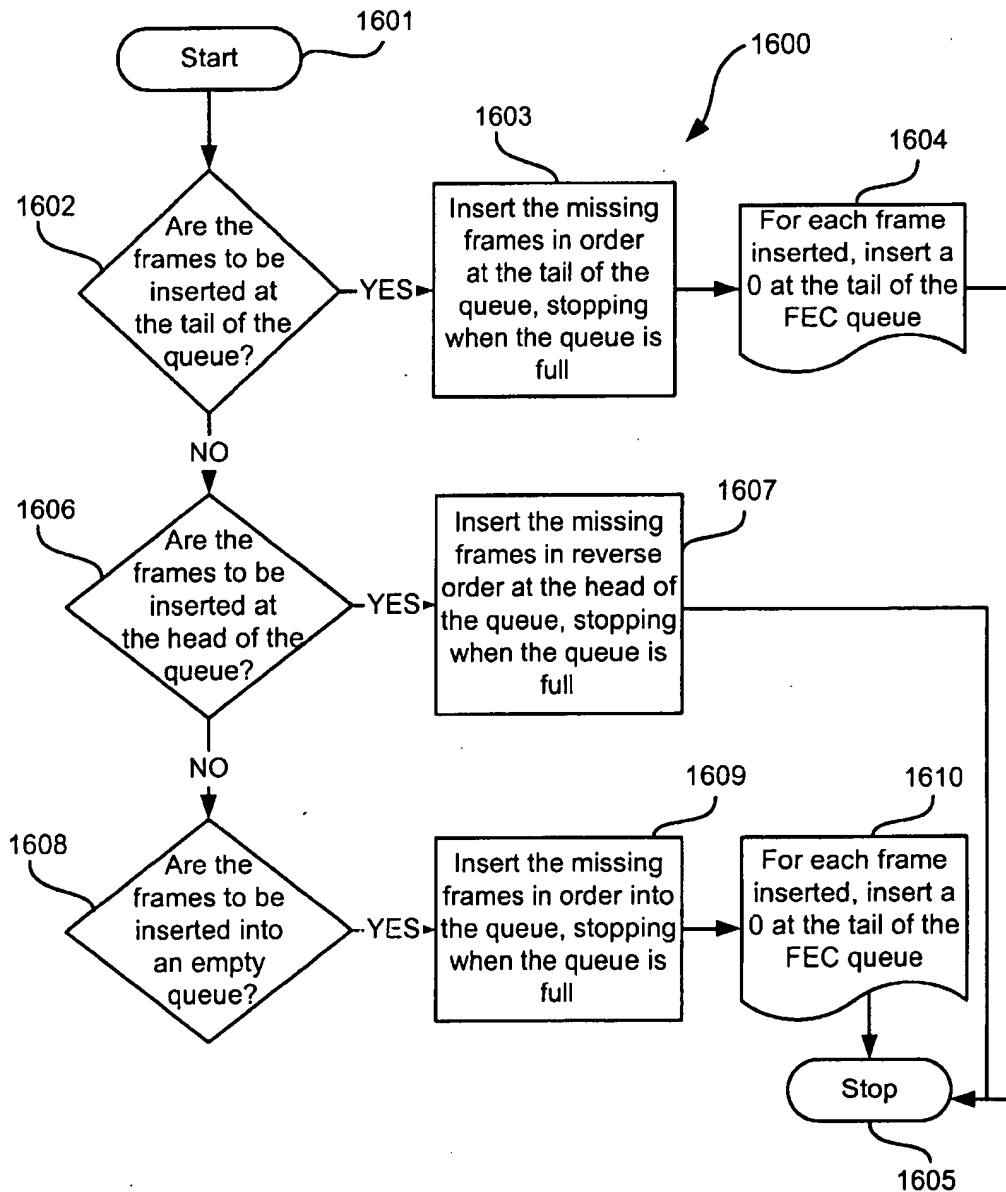 1601
Start
1600
1603
1604
1602
Are the
frames to be
inserted at
the tail of the
queue?
YES
Insert the missing
frames in order
at the tail of the
queue, stopping
when the queue is
full
For each frame
inserted, insert a
0 at the tail of the
FEC queue
NO
1606
1607
Are the
frames to be
inserted at
the head of the
queue?
YES
Insert the missing
frames in reverse
order at the head of
the queue, stopping
when the queue is
full
NO
1608
1609
1610
Are the
frames to be
inserted into
an empty
queue?
YES
Insert the missing
frames in order into
the queue, stopping
when the queue is
full
For each frame
inserted, insert a
0 at the tail of the
FEC queue
Stop
1605